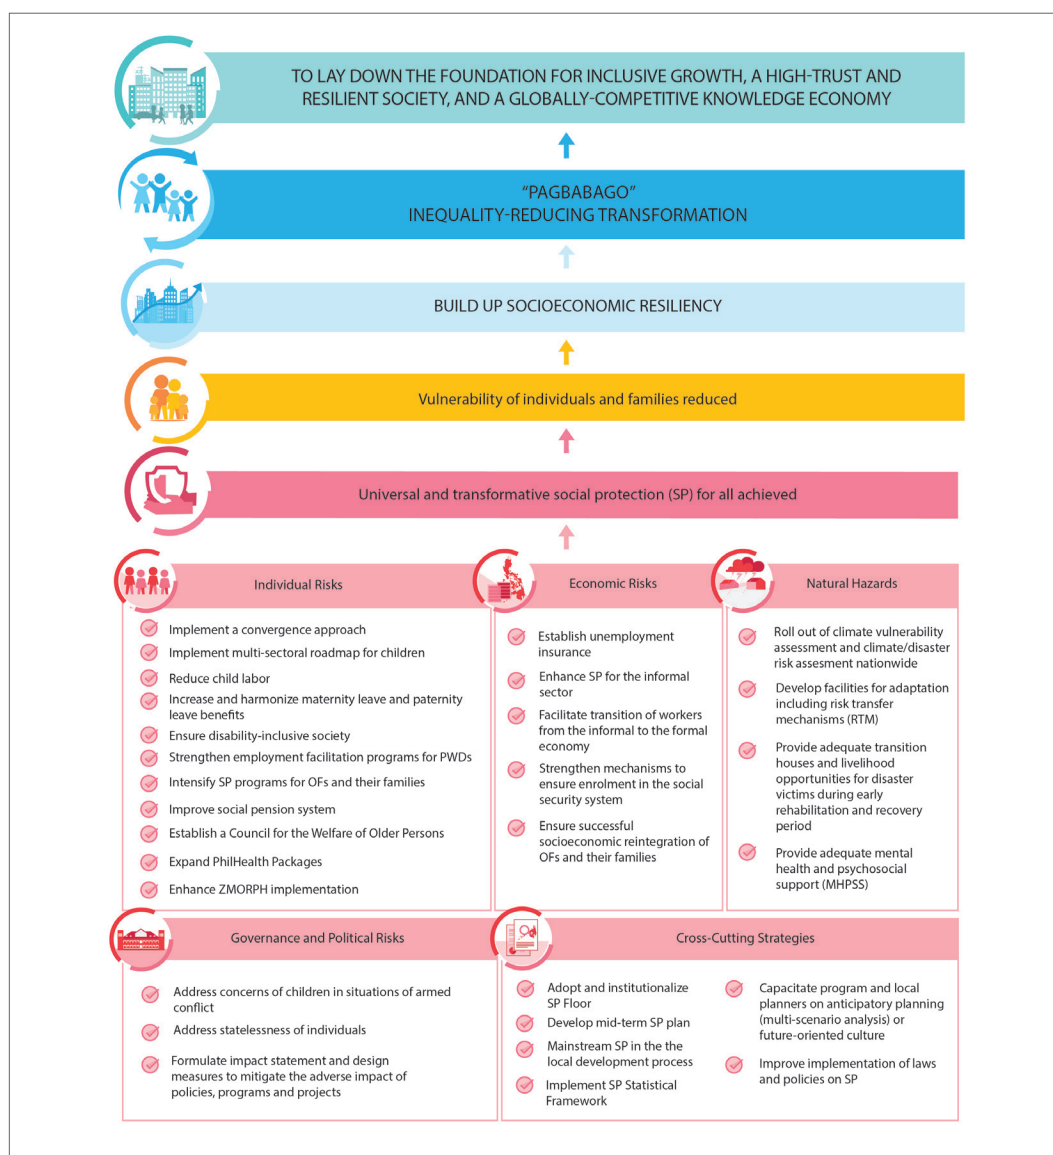 TO LAY DOWN THE FOUNDATION FOR INCLUSIVE GROWTH, A HIGH-TRUST AND
RESILIENT SOCIETY, AND A GLOBALLY-COMPETITIVE KNOWLEDGE ECONOMY
“PAGBABAGO”
INEQUALITY-REDUCING TRANSFORMATION
BUILD UP SOCIOECONOMIC RESILIENCY
Vulnerability of individuals and families reduced
Universal and transformative social protection (SP) for all achieved
Individual Risks
Implement a convergence approach
Implement multi-sectoral roadmap for children
Reduce child labor
Increase and harmonize maternity leave and paternity
leave benefits
Ensure disability-inclusive society
Strengthen employment facilitation programs for PWDs
Intensify SP programs for OFs and their families
Improve social pension system
Establish a Council for the Welfare of Older Persons
Expand PhilHealth Packages
Enhance ZMORPH implementation
Economic Risks
Establish unemployment
insurance
Enhance SP for the informal
sector
Facilitate transition of workers
from the informal to the formal
economy
Strengthen mechanisms to
ensure enrolment in the social
security system
Ensure successful
socioeconomic reintegration of
OFs and their families
Natural Hazards
Roll out of climate vulnerability
assessment and climate/disaster
risk assesment nationwide
Develop facilities for adaptation
including risk transfer
mechanisms (RTM)
Provide adequate transition
houses and livelihood
opportunities for disaster
victims during early
rehabilitation and recovery
period
Provide adequate mental
health and psychosocial
support (MHPSS)
Governance and Political Risks
Address concerns of children in situations of armed
conflict
Address statelessness of individuals
Formulate impact statement and design
measures to mitigate the adverse impact of
policies, programs and projects
Cross-Cutting Strategies
Adopt and institutionalize
SP Floor
Develop mid-term SP plan
Mainstream SP in the the
local development process
Implement SP Statistical
Framework
Capacitate program and local
planners on anticipatory planning
(multi-scenario analysis) or
future-oriented culture
Improve implementation of laws
and policies on SP